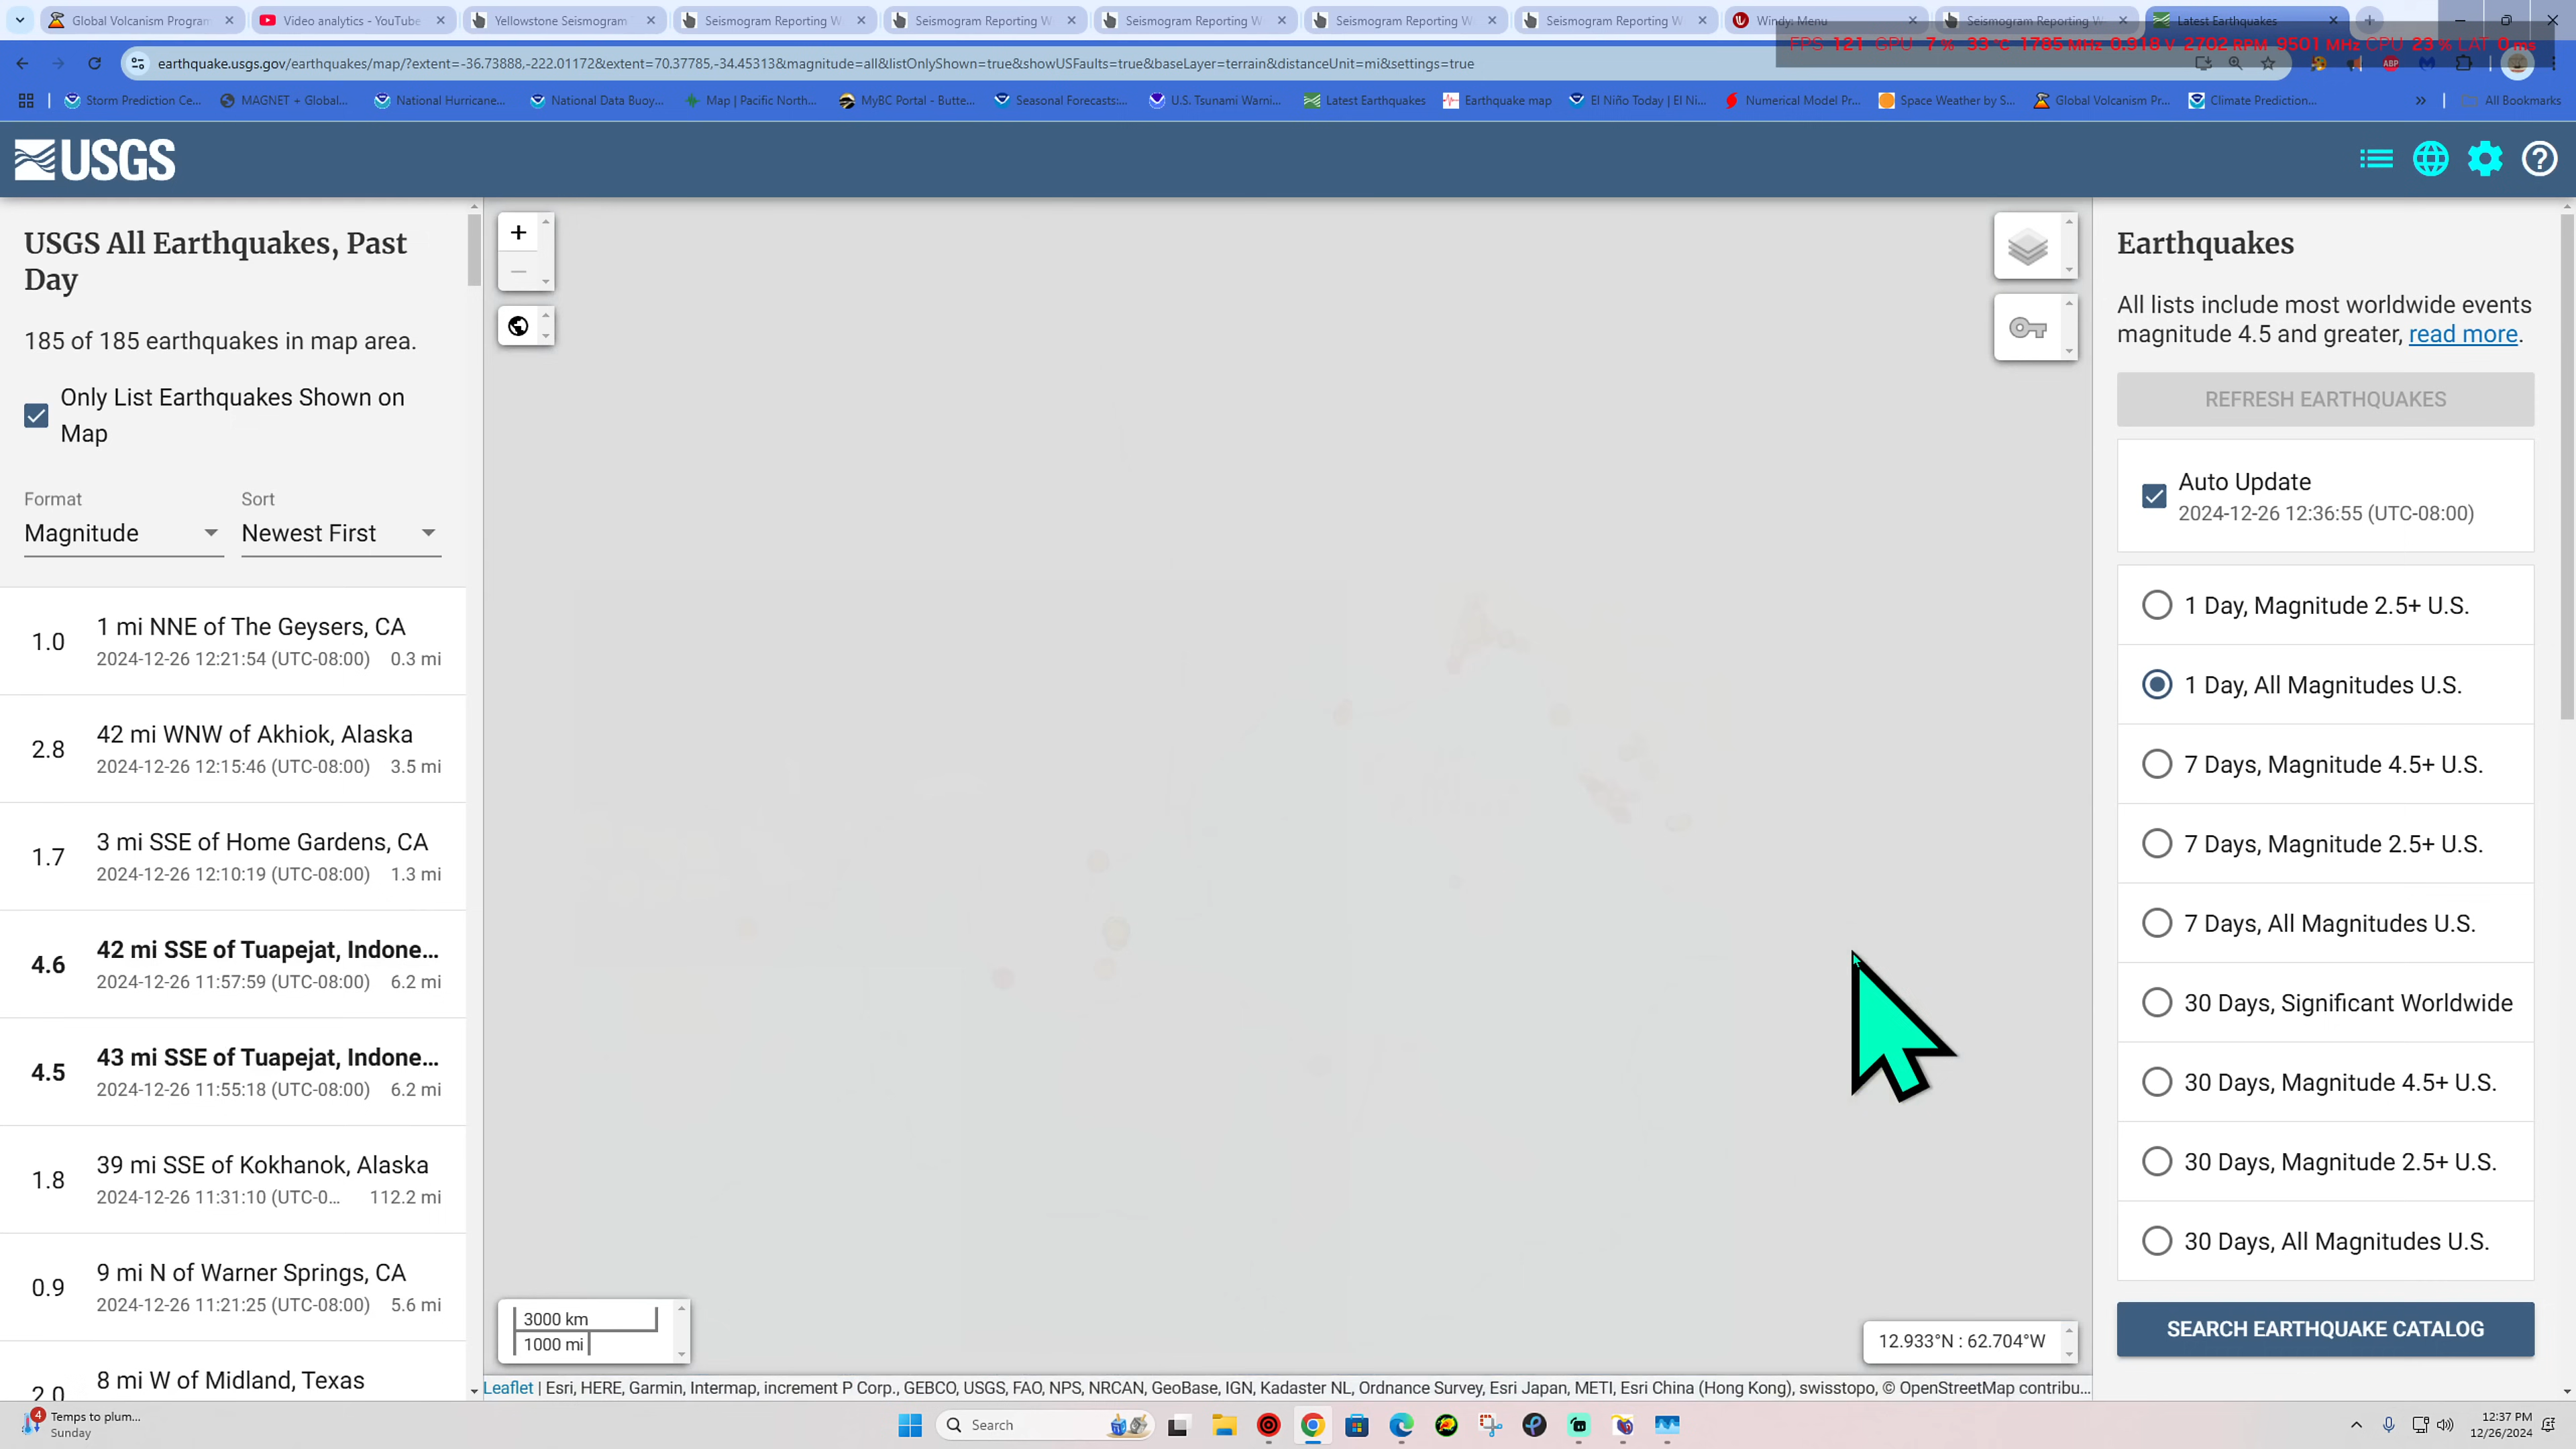 Global Volcanism Program
Video analytics - YouTube
Yellowstone Seismogram
Seismogram Reporting W
Seismogram Reporting W
Seismogram Reporting W
Seismogram Reporting W
Seismogram Reporting W
Windy: Menu
Seismogram Reporting W
Latest Earthquakes
FPS 121 GPU 7 % 33 °C 1785 MHz 0.918 V 2702 RPM 9501 MHz CPU 23 % LAT 0 ms
earthquake.usgs.gov/earthquakes/map/?extent=-36.73888,-222.01172&extent=70.37785,-34.45313&magnitude=all&listOnlyShown=true&showUSFaults=true&baseLayer=terrain&distanceUnit=mi&settings=true
ABP
Storm Prediction Ce...
MAGNET + Global...
National Hurricane...
National Data Buoy...
Map | Pacific North...
MyBC Portal - Butte...
Seasonal Forecasts:...
U.S. Tsunami Warni...
Latest Earthquakes
Earthquake map
El Niño Today | El Ni...
Numerical Model Pr...
Space Weather by S...
Global Volcanism Pr...
Climate Prediction...
»
All Bookmarks
USGS
USGS All Earthquakes, Past
Day
185 of 185 earthquakes in map area.
Only List Earthquakes Shown on
Map
Format
Sort
Magnitude
Newest First
1.0
1 mi NNE of The Geysers, CA
2024-12-26 12:21:54 (UTC-08:00) 0.3 mi
2.8
42 mi WNW of Akhiok, Alaska
2024-12-26 12:15:46 (UTC-08:00) 3.5 mi
1.7
3 mi SSE of Home Gardens, CA
2024-12-26 12:10:19 (UTC-08:00) 1.3 mi
4.6
42 mi SSE of Tuapejat, Indone...
2024-12-26 11:57:59 (UTC-08:00) 6.2 mi
4.5
43 mi SSE of Tuapejat, Indone...
2024-12-26 11:55:18 (UTC-08:00) 6.2 mi
1.8
39 mi SSE of Kokhanok, Alaska
2024-12-26 11:31:10 (UTC-0... 112.2 mi
0.9
9 mi N of Warner Springs, CA
2024-12-26 11:21:25 (UTC-08:00) 5.6 mi
2.0
8 mi W of Midland, Texas
+
−
3000 km
1000 mi
12.933°N : 62.704°W
Leaflet | Esri, HERE, Garmin, Intermap, increment P Corp., GEBCO, USGS, FAO, NPS, NRCAN, GeoBase, IGN, Kadaster NL, Ordnance Survey, Esri Japan, METI, Esri China (Hong Kong), swisstopo, © OpenStreetMap contribu...
Earthquakes
All lists include most worldwide events
magnitude 4.5 and greater, read more.
REFRESH EARTHQUAKES
Auto Update
2024-12-26 12:36:55 (UTC-08:00)
1 Day, Magnitude 2.5+ U.S.
1 Day, All Magnitudes U.S.
7 Days, Magnitude 4.5+ U.S.
7 Days, Magnitude 2.5+ U.S.
7 Days, All Magnitudes U.S.
30 Days, Significant Worldwide
30 Days, Magnitude 4.5+ U.S.
30 Days, Magnitude 2.5+ U.S.
30 Days, All Magnitudes U.S.
SEARCH EARTHQUAKE CATALOG
4
Temps to plum...
Sunday
Search
12:37 PM
12/26/2024